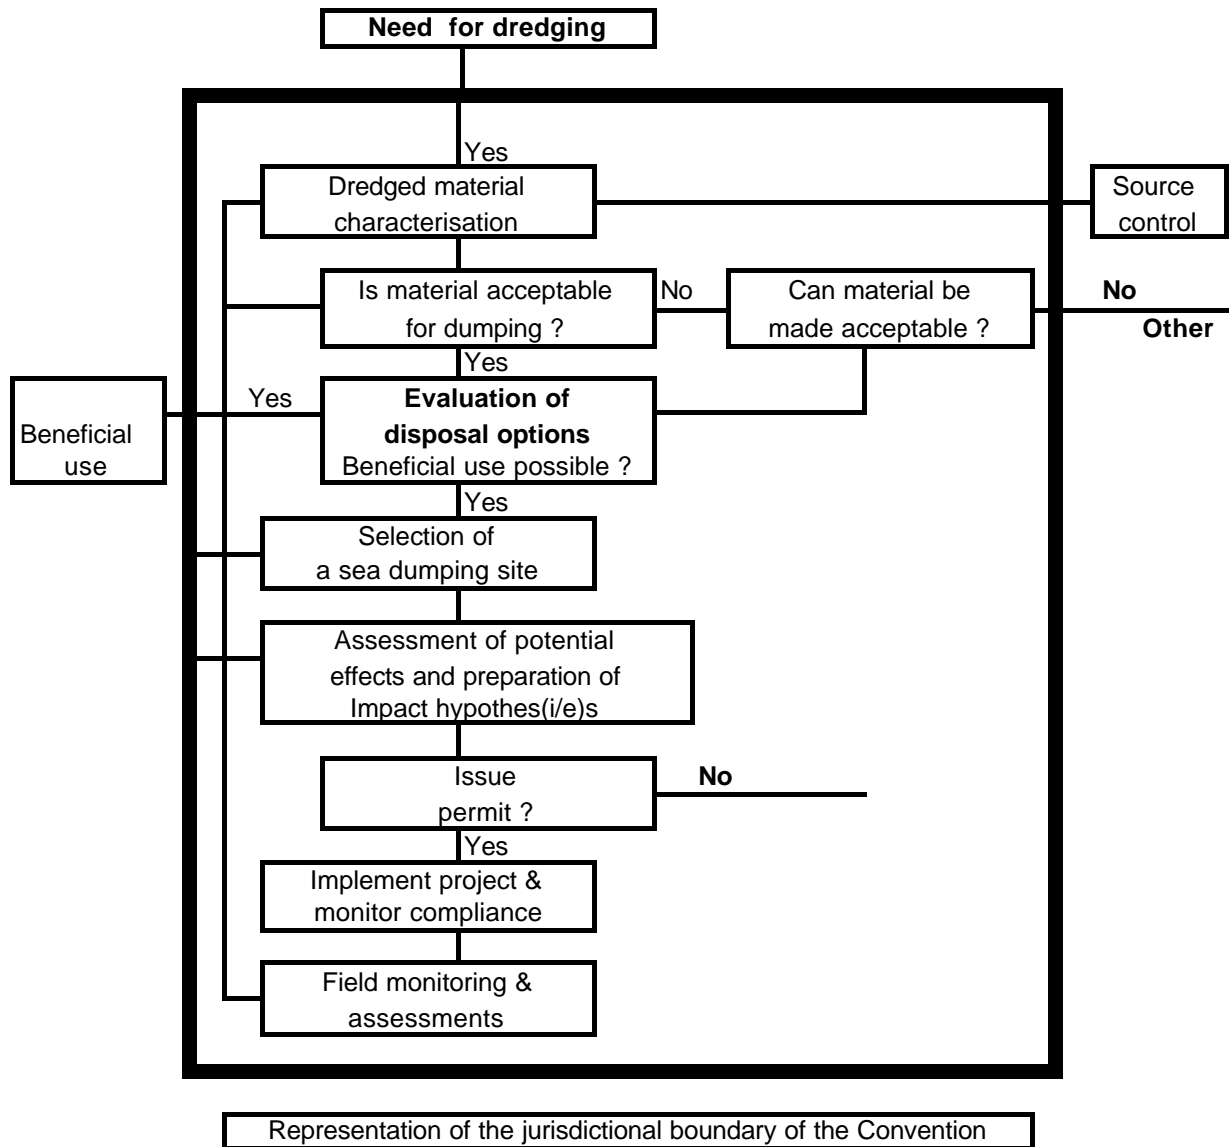 Need for dredging
Yes
Dredged material
characterisation
Source
control
Is material acceptable
for dumping ?
No
Can material be
made acceptable ?
No
Other
Yes
Beneficial
use
Yes
Evaluation of
disposal options
Beneficial use possible ?
Yes
Selection of
a sea dumping site
Assessment of potential
effects and preparation of
Impact hypothes(i/e)s
Issue
permit ?
No
Yes
Implement project &
monitor compliance
Field monitoring &
assessments
Representation of the jurisdictional boundary of the Convention